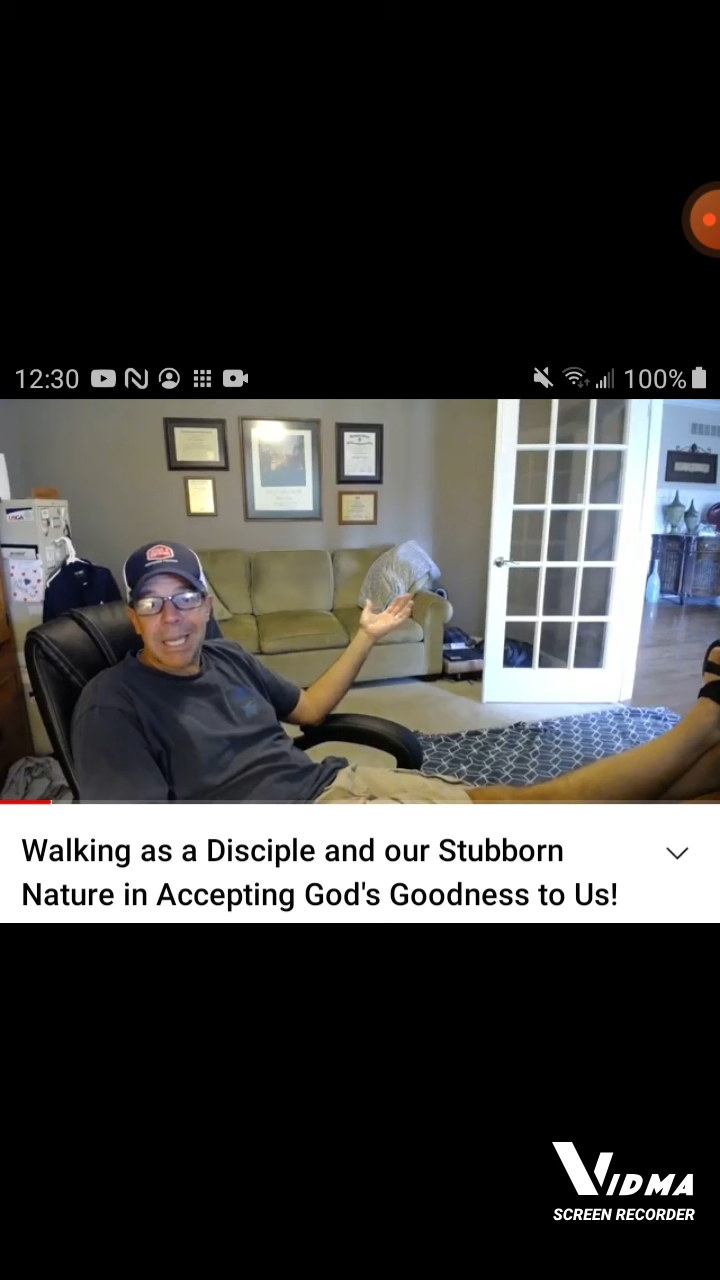 12:30
100%
Walking as a Disciple and our Stubborn
Nature in Accepting God's Goodness to Us!
VIDMA
SCREEN RECORDER